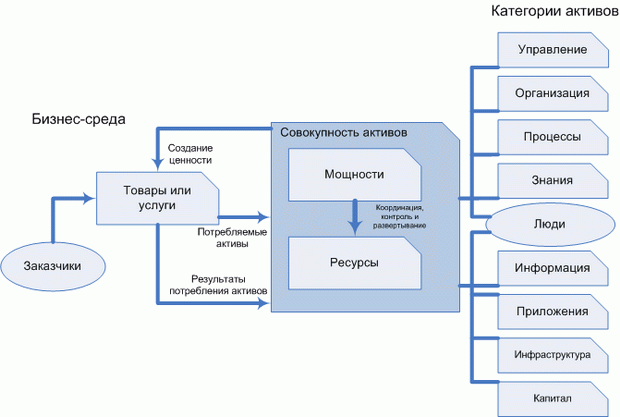 Категории активов
Управление
Организация
Бизнес-среда
Совокупность активов
Процессы
Создание
ценности
Мощности
Знания
Товары или
услуги
Координация,
контроль и
развертывание
Люди
Потребляемые
активы
Заказчики
Ресурсы
Информация
Результаты
потребления активов
Приложения
Инфраструктура
Капитал